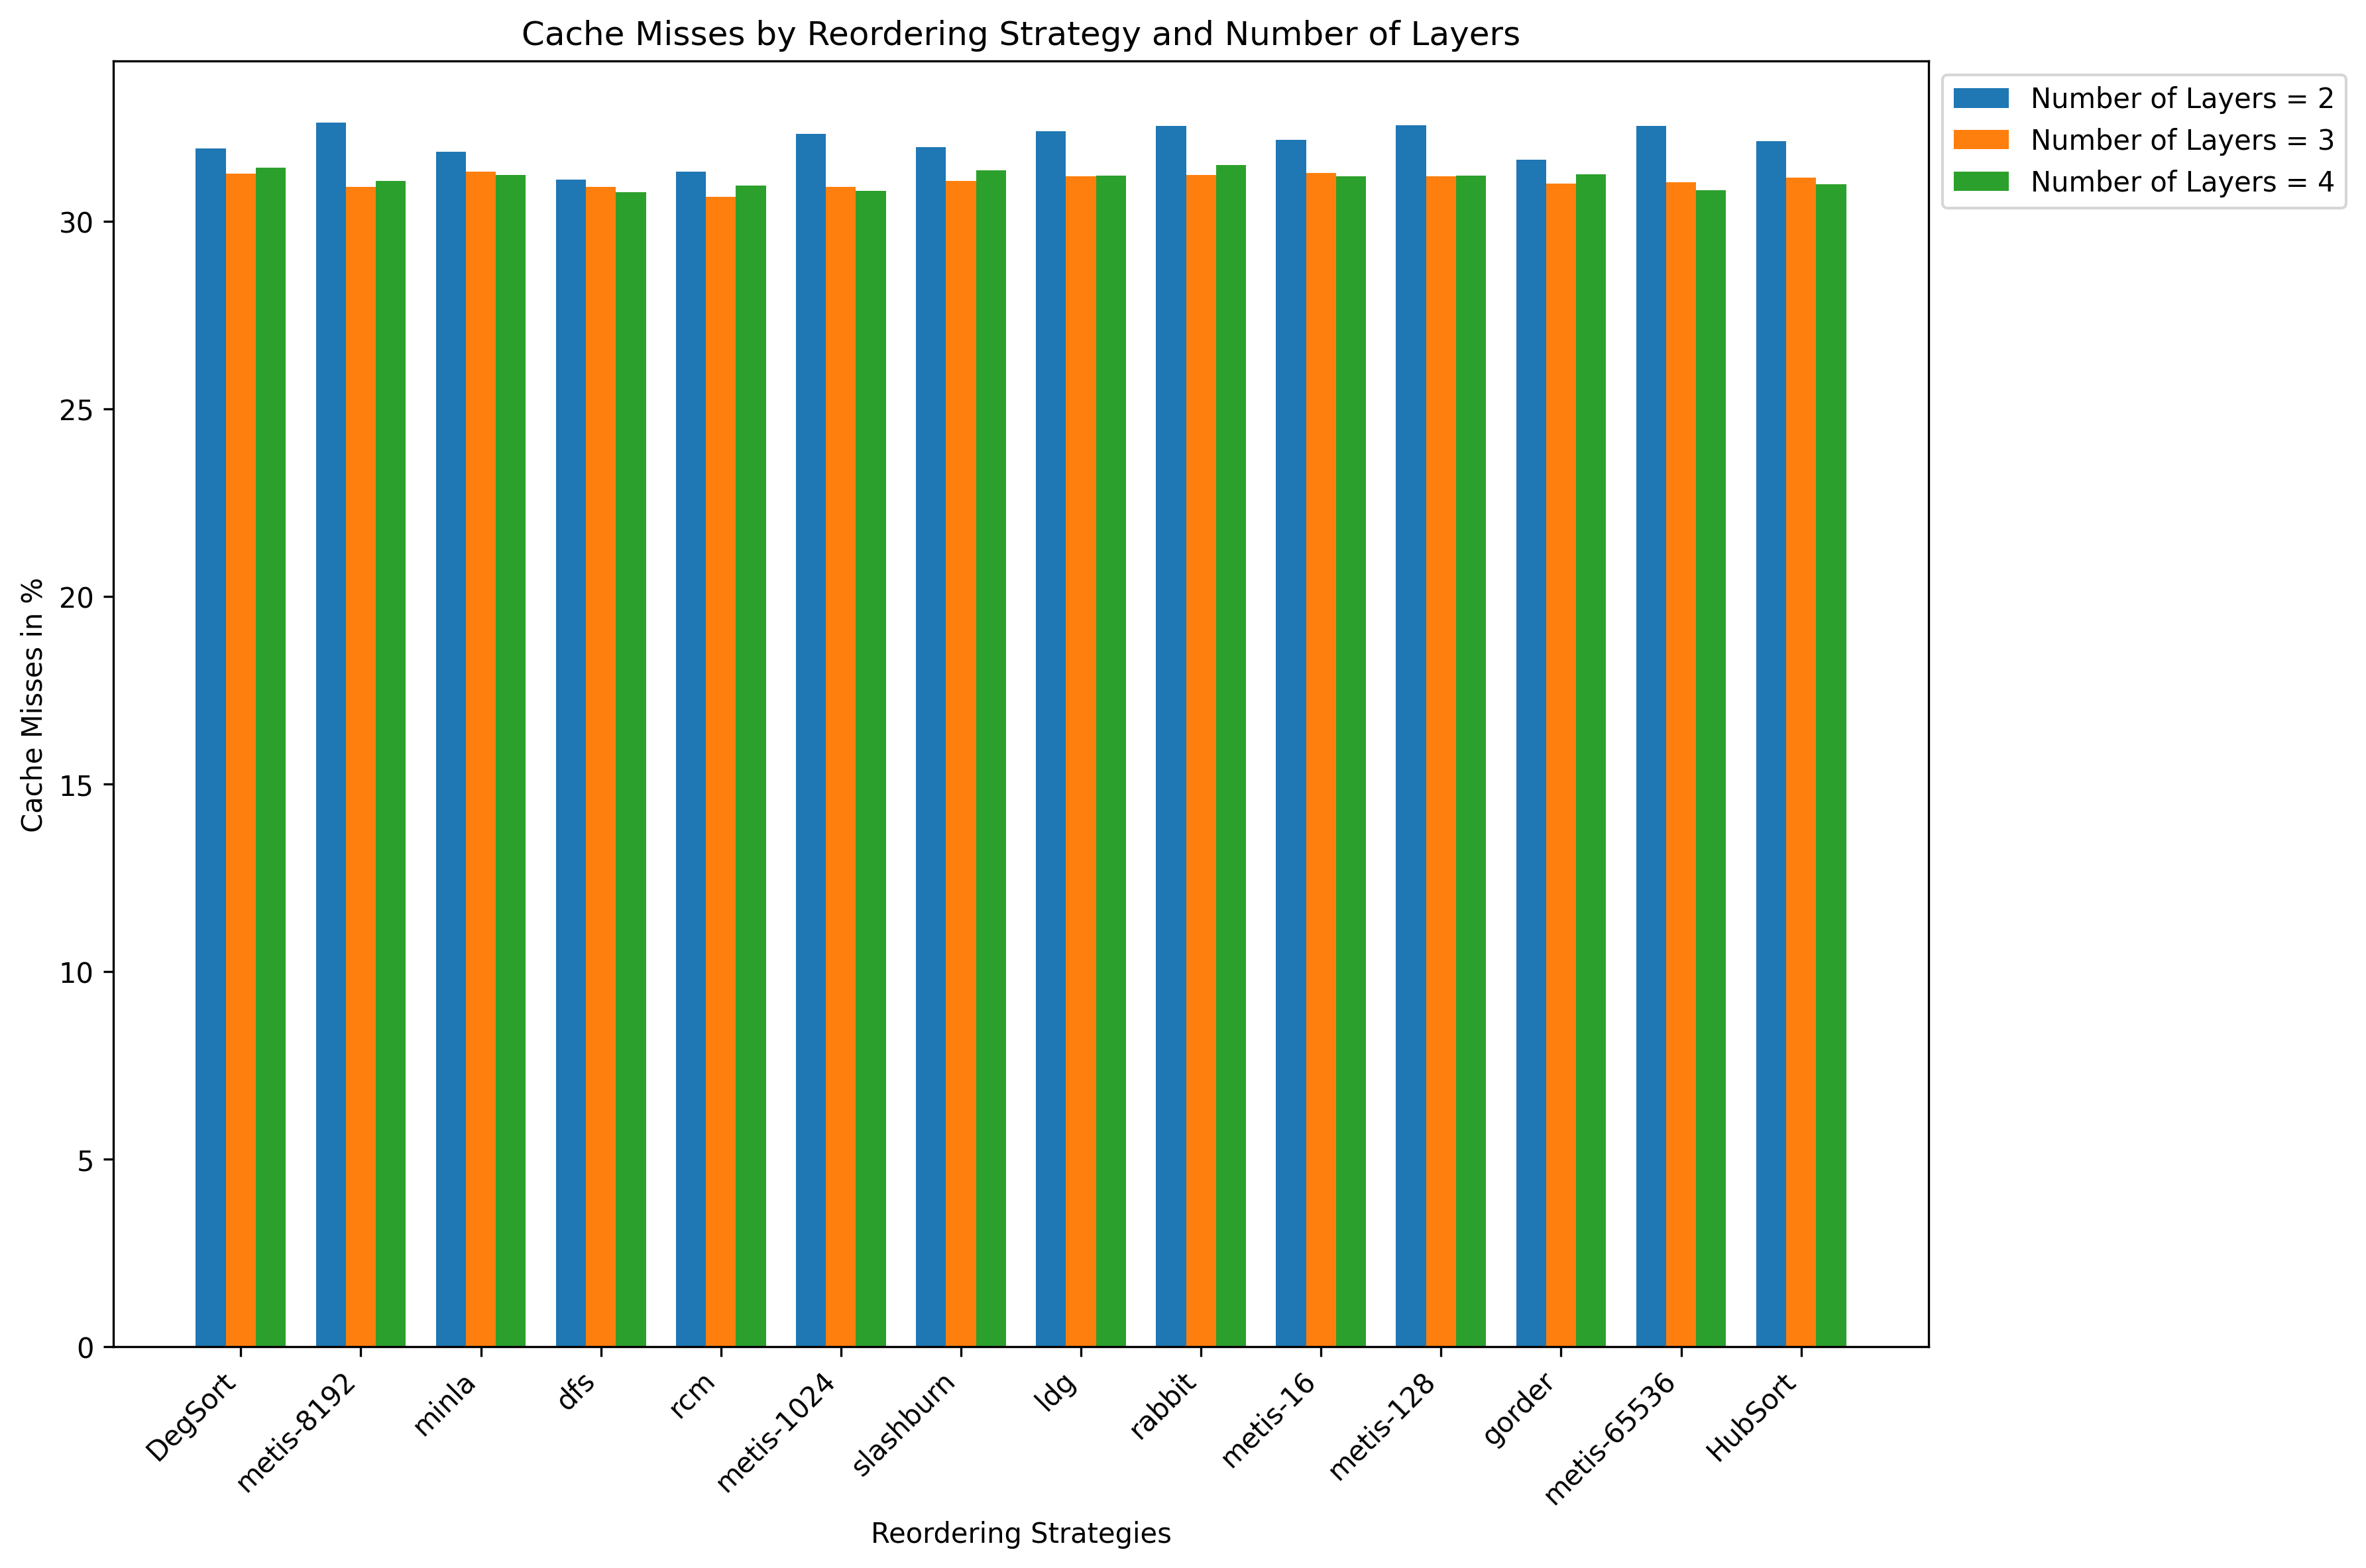 Cache Misses by Reordering Strategy and Number of Layers
Number of Layers = 2
Number of Layers = 3
Number of Layers = 4
Cache Misses in %
30
25
20
15
10
5
0
DegSort
metis-8192
minla
dfs
rcm
metis-1024
slashburn
ldg
rabbit
metis-16
metis-128
gorder
metis-65536
HubSort
Reordering Strategies